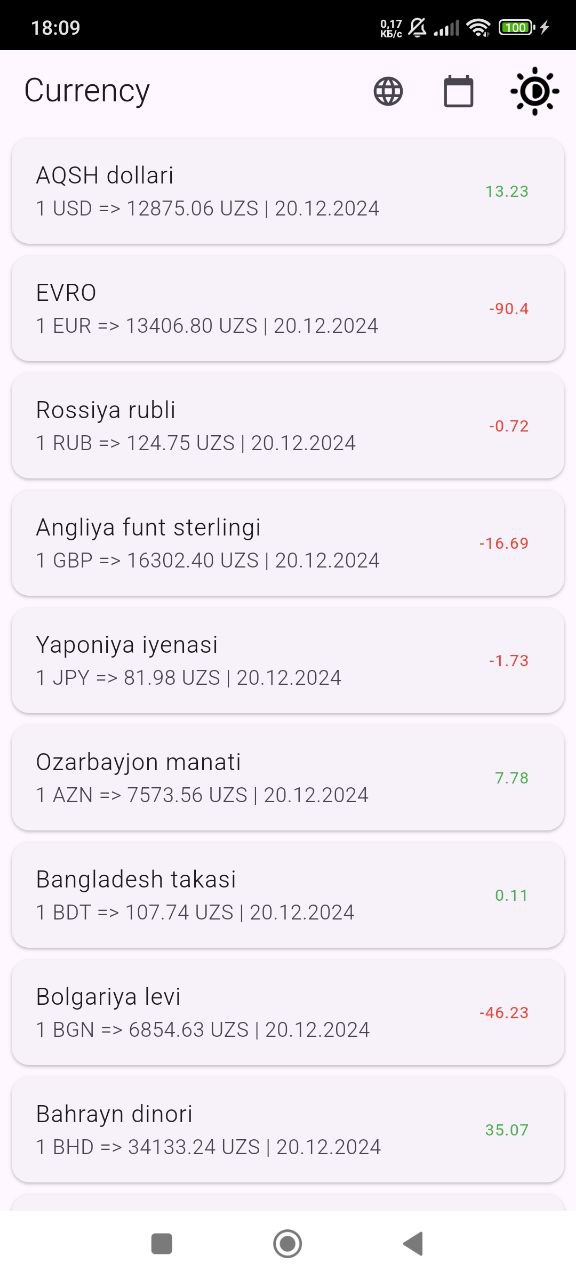 18:09
0,17
КБ/с
100
Currency
AQSH dollari
1 USD => 12875.06 UZS | 20.12.2024
13.23
EVRO
1 EUR => 13406.80 UZS | 20.12.2024
-90.4
Rossiya rubli
1 RUB => 124.75 UZS | 20.12.2024
-0.72
Angliya funt sterlingi
1 GBP => 16302.40 UZS | 20.12.2024
-16.69
Yaponiya iyenasi
1 JPY => 81.98 UZS | 20.12.2024
-1.73
Ozarbayjon manati
1 AZN => 7573.56 UZS | 20.12.2024
7.78
Bangladesh takasi
1 BDT => 107.74 UZS | 20.12.2024
0.11
Bolgariya levi
1 BGN => 6854.63 UZS | 20.12.2024
-46.23
Bahrayn dinori
1 BHD => 34133.24 UZS | 20.12.2024
35.07